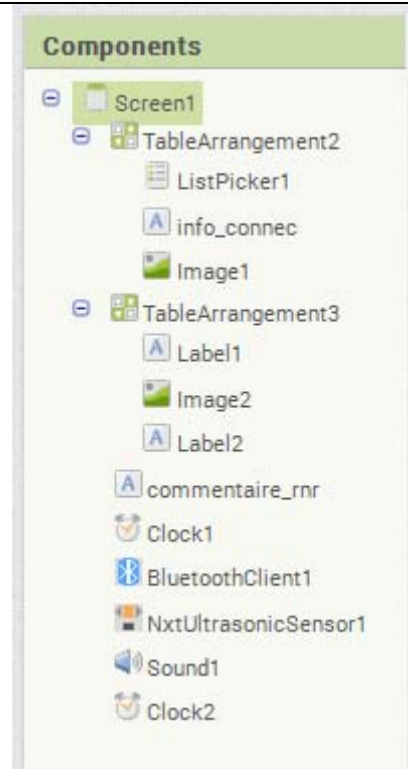 Components
Screen1
TableArrangement2
ListPicker1
A info_connec
Image1
TableArrangement3
A Label1
Image2
A Label2
A commentaire_rnr
Clock1
BluetoothClient1
NxtUltrasonicSensor1
Sound1
Clock2